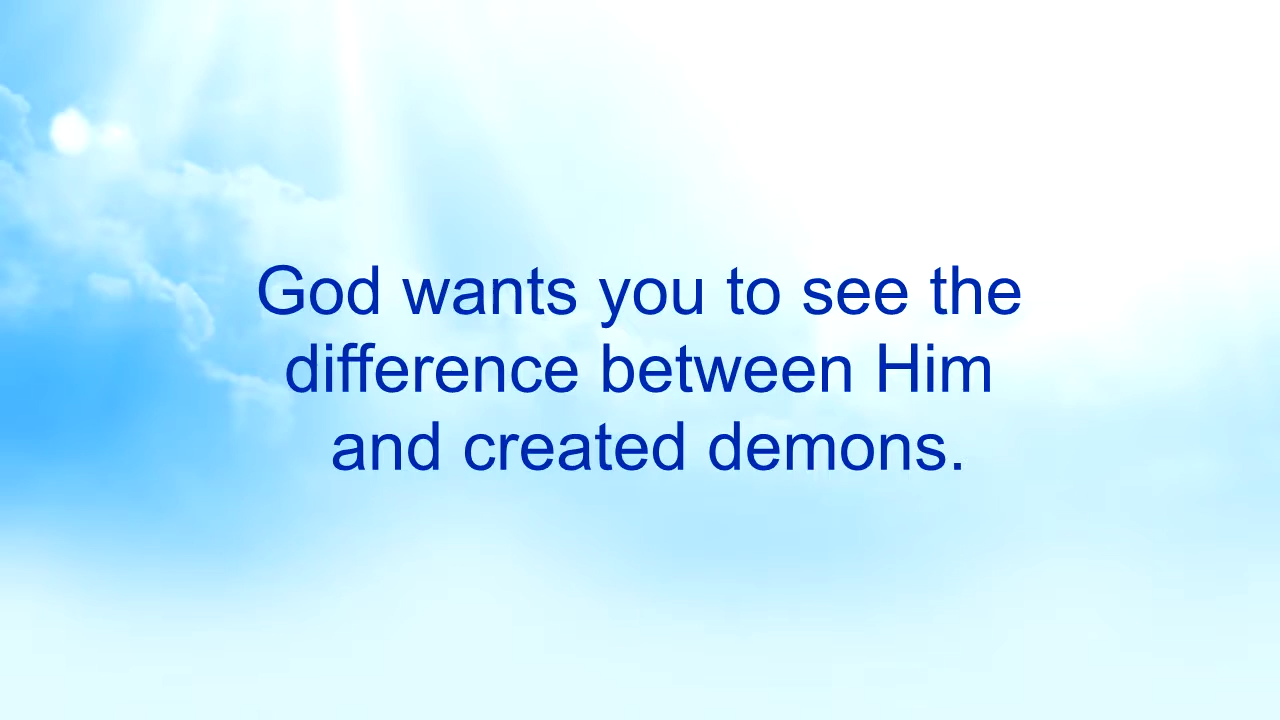 God wants you to see the
difference between Him
and created demons.